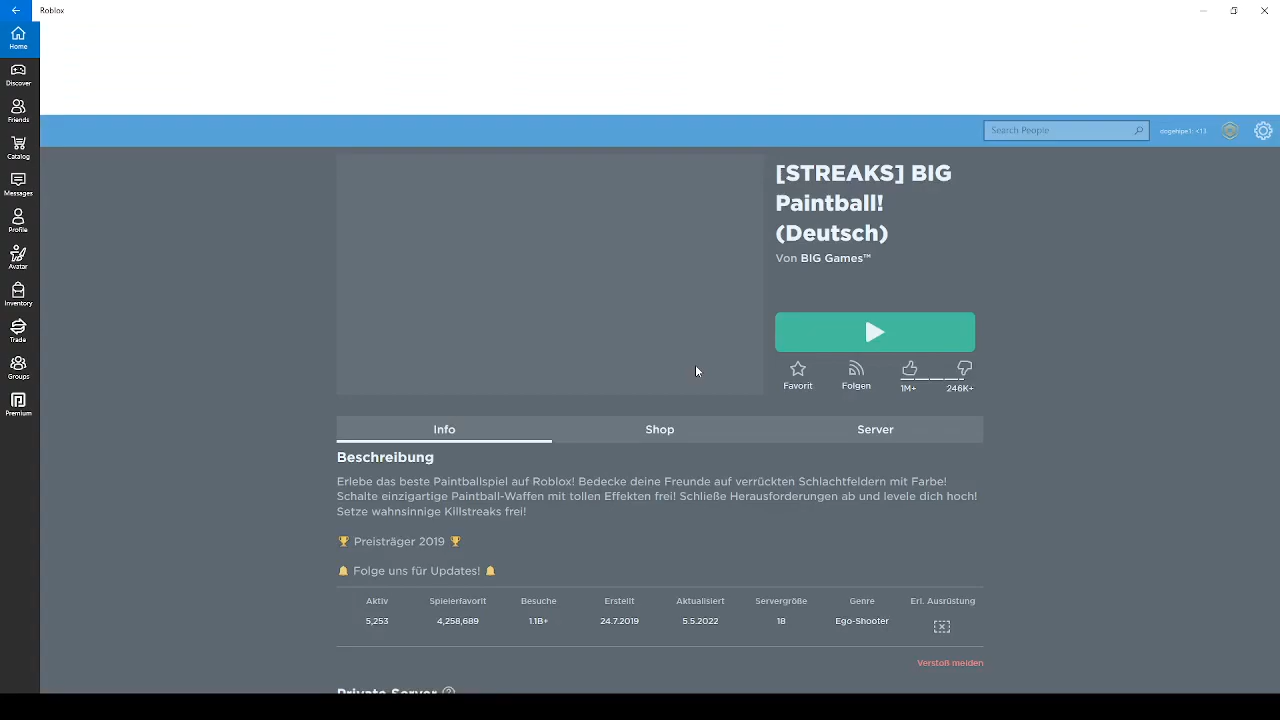 Roblox
Home
Discover
Friends
Catalog
Messages
Profile
Avatar
Inventory
Trade
Groups
Premium
Search People
dogehipe1: <13
[STREAKS] BIG
Paintball!
(Deutsch)
Von BIG Games™
Favorit
Folgen
1M+
246K+
Info
Shop
Server
Beschreibung
Erlebe das beste Paintballspiel auf Roblox! Bedecke deine Freunde auf verrückten Schlachtfeldern mit Farbe!
Schalte einzigartige Paintball-Waffen mit tollen Effekten frei! Schließe Herausforderungen ab und levele dich hoch!
Setze wahnsinnige Killstreaks frei!
🏆 Preisträger 2019 🏆
🔔 Folge uns für Updates! 🔔
Aktiv Spielerfavorit Besuche Erstellt Aktualisiert Servergröße Genre Erl. Ausrüstung
5,253 4,258,689 1.1B+ 24.7.2019 5.5.2022 18 Ego-Shooter
Verstoß melden
Private Server